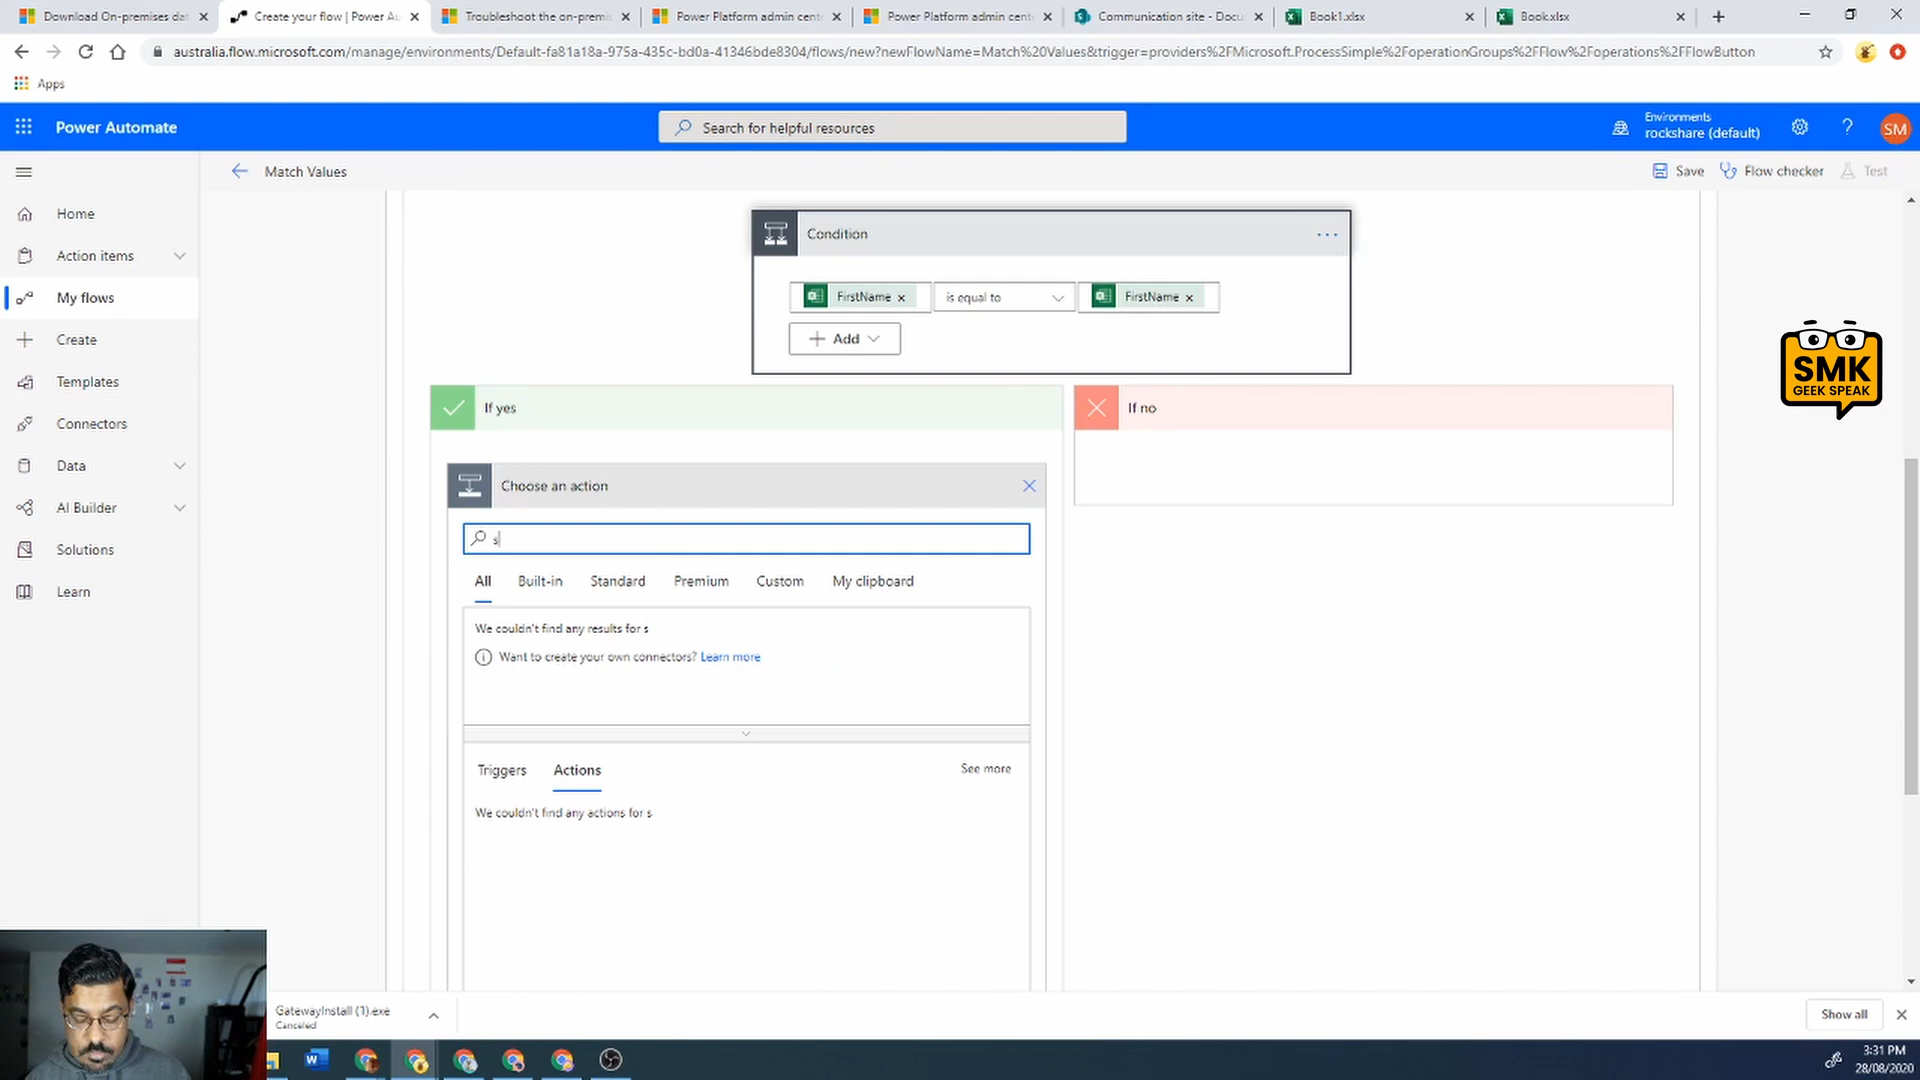 Download On-premises dat
Create your flow | Power Au
Troubleshoot the on-premis
Power Platform admin cent
Power Platform admin cent
Communication site - Docu
Book1.xlsx
Book.xlsx
australia.flow.microsoft.com/manage/environments/Default-fa81a18a-975a-435c-bd0a-41346bde8304/flows/new?newFlowName=Match%20Values&trigger=providers%2FMicrosoft.ProcessSimple%2FoperationGroups%2FFlow%2Foperations%2FFlowButton
Apps
Power Automate
Search for helpful resources
Environments
rockshare (default)
SM
Match Values
Save
Flow checker
Test
Home
Action items
My flows
Create
Templates
Connectors
Data
AI Builder
Solutions
Learn
Condition
FirstName
is equal to
FirstName
Add
If yes
If no
Choose an action
s
All
Built-in
Standard
Premium
Custom
My clipboard
We couldn't find any results for s
Want to create your own connectors? Learn more
Triggers
Actions
See more
We couldn't find any actions for s
SMK
GEEK SPEAK
GatewayInstall (1).exe
Canceled
Show all
3:31 PM
28/08/2020